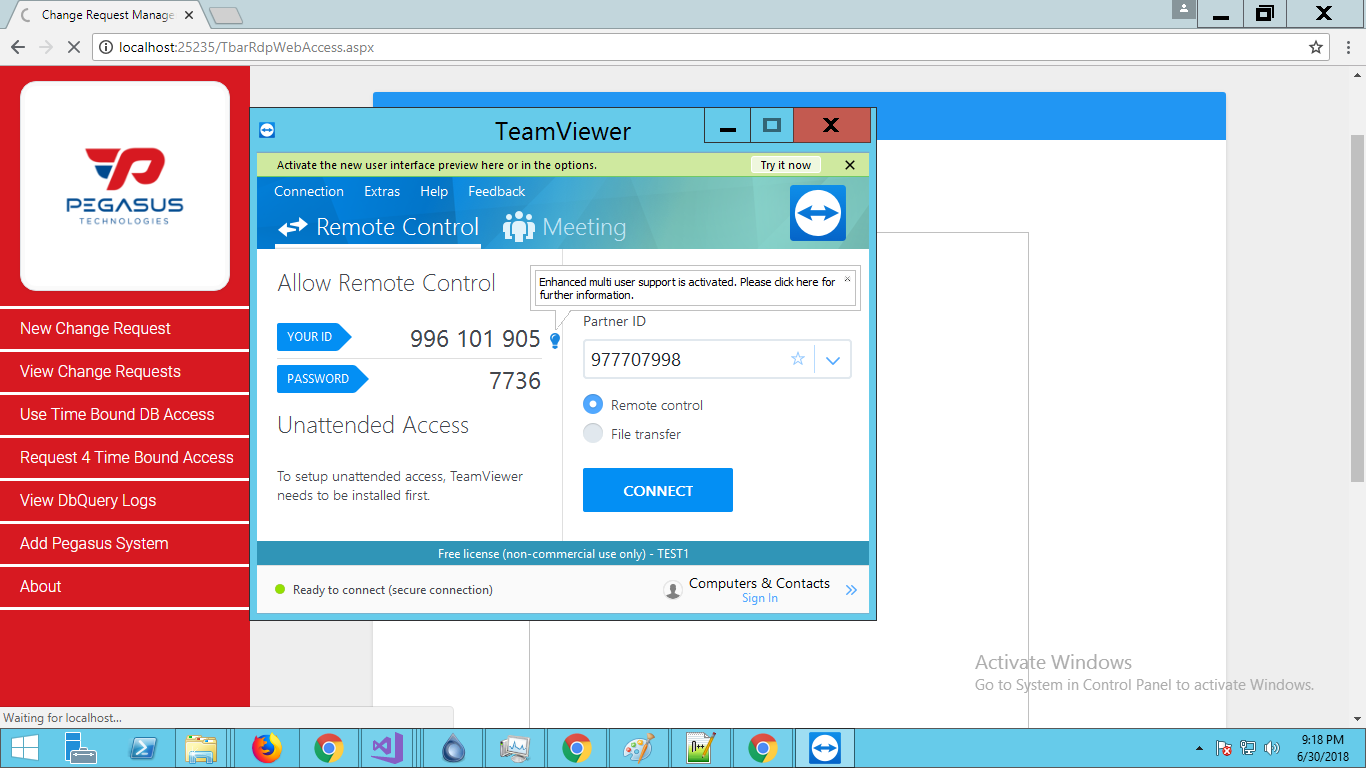 Change Request Manage
localhost:25235/TbarRdpWebAccess.aspx
PEGASUS
TECHNOLOGIES
New Change Request
View Change Requests
Use Time Bound DB Access
Request 4 Time Bound Access
View DbQuery Logs
Add Pegasus System
About
TeamViewer
Activate the new user interface preview here or in the options.
Try it now
Connection Extras Help Feedback
Remote Control Meeting
Allow Remote Control
Enhanced multi user support is activated. Please click here for
further information.
YOUR ID 996 101 905
PASSWORD 7736
Unattended Access
To setup unattended access, TeamViewer
needs to be installed first.
Partner ID
977707998
Remote control
File transfer
CONNECT
Free license (non-commercial use only) - TEST1
Ready to connect (secure connection)
Computers & Contacts
Sign In
Activate Windows
Go to System in Control Panel to activate Windows.
Waiting for localhost...
9:18 PM
6/30/2018